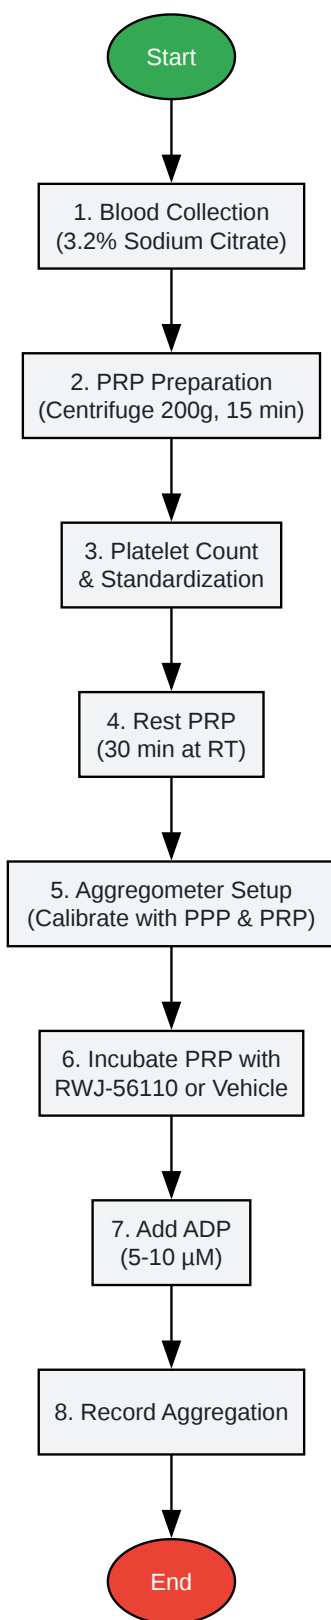 Start
1. Blood Collection
(3.2% Sodium Citrate)
2. PRP Preparation
(Centrifuge 200g, 15 min)
3. Platelet Count
& Standardization
4. Rest PRP
(30 min at RT)
5. Aggregometer Setup
(Calibrate with PPP & PRP)
6. Incubate PRP with
RWJ-56110 or Vehicle
7. Add ADP
(5-10 µM)
8. Record Aggregation
End